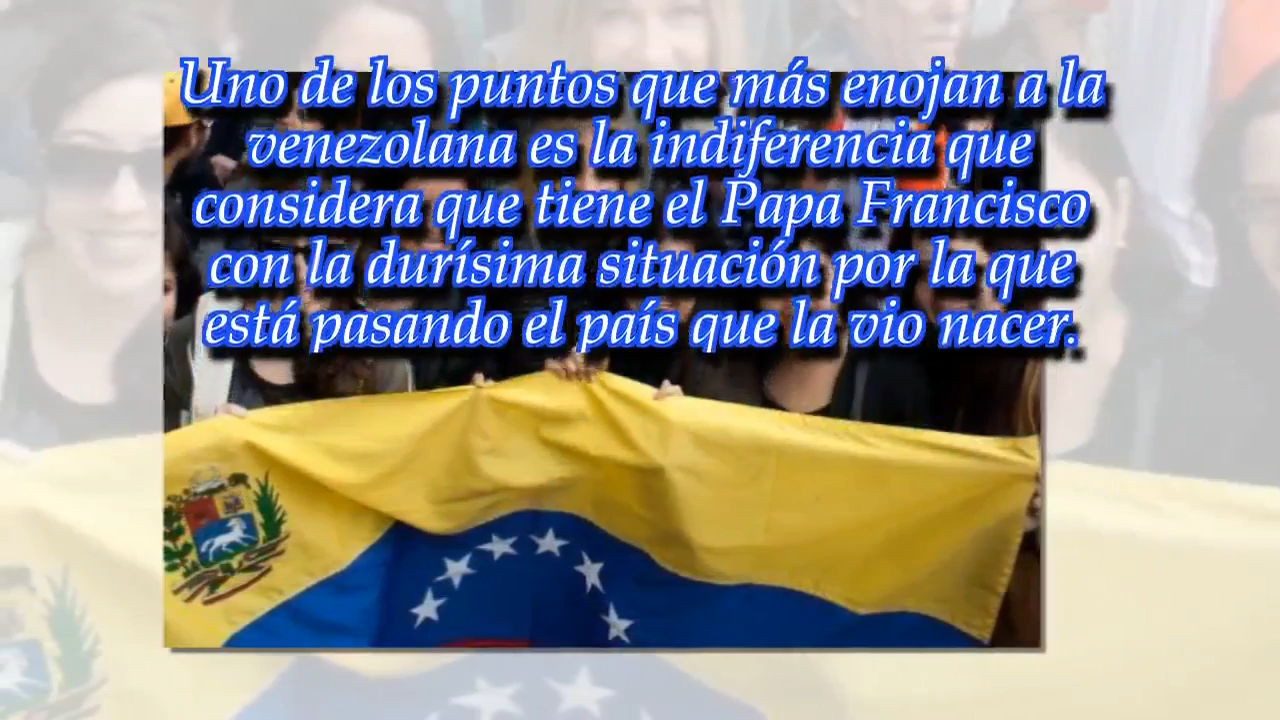 Uno de los puntos que más enojan a la
venezolana es la indiferencia que
considera que tiene el Papa Francisco
con la durísima situación por la que
está pasando el país que la vio nacer.